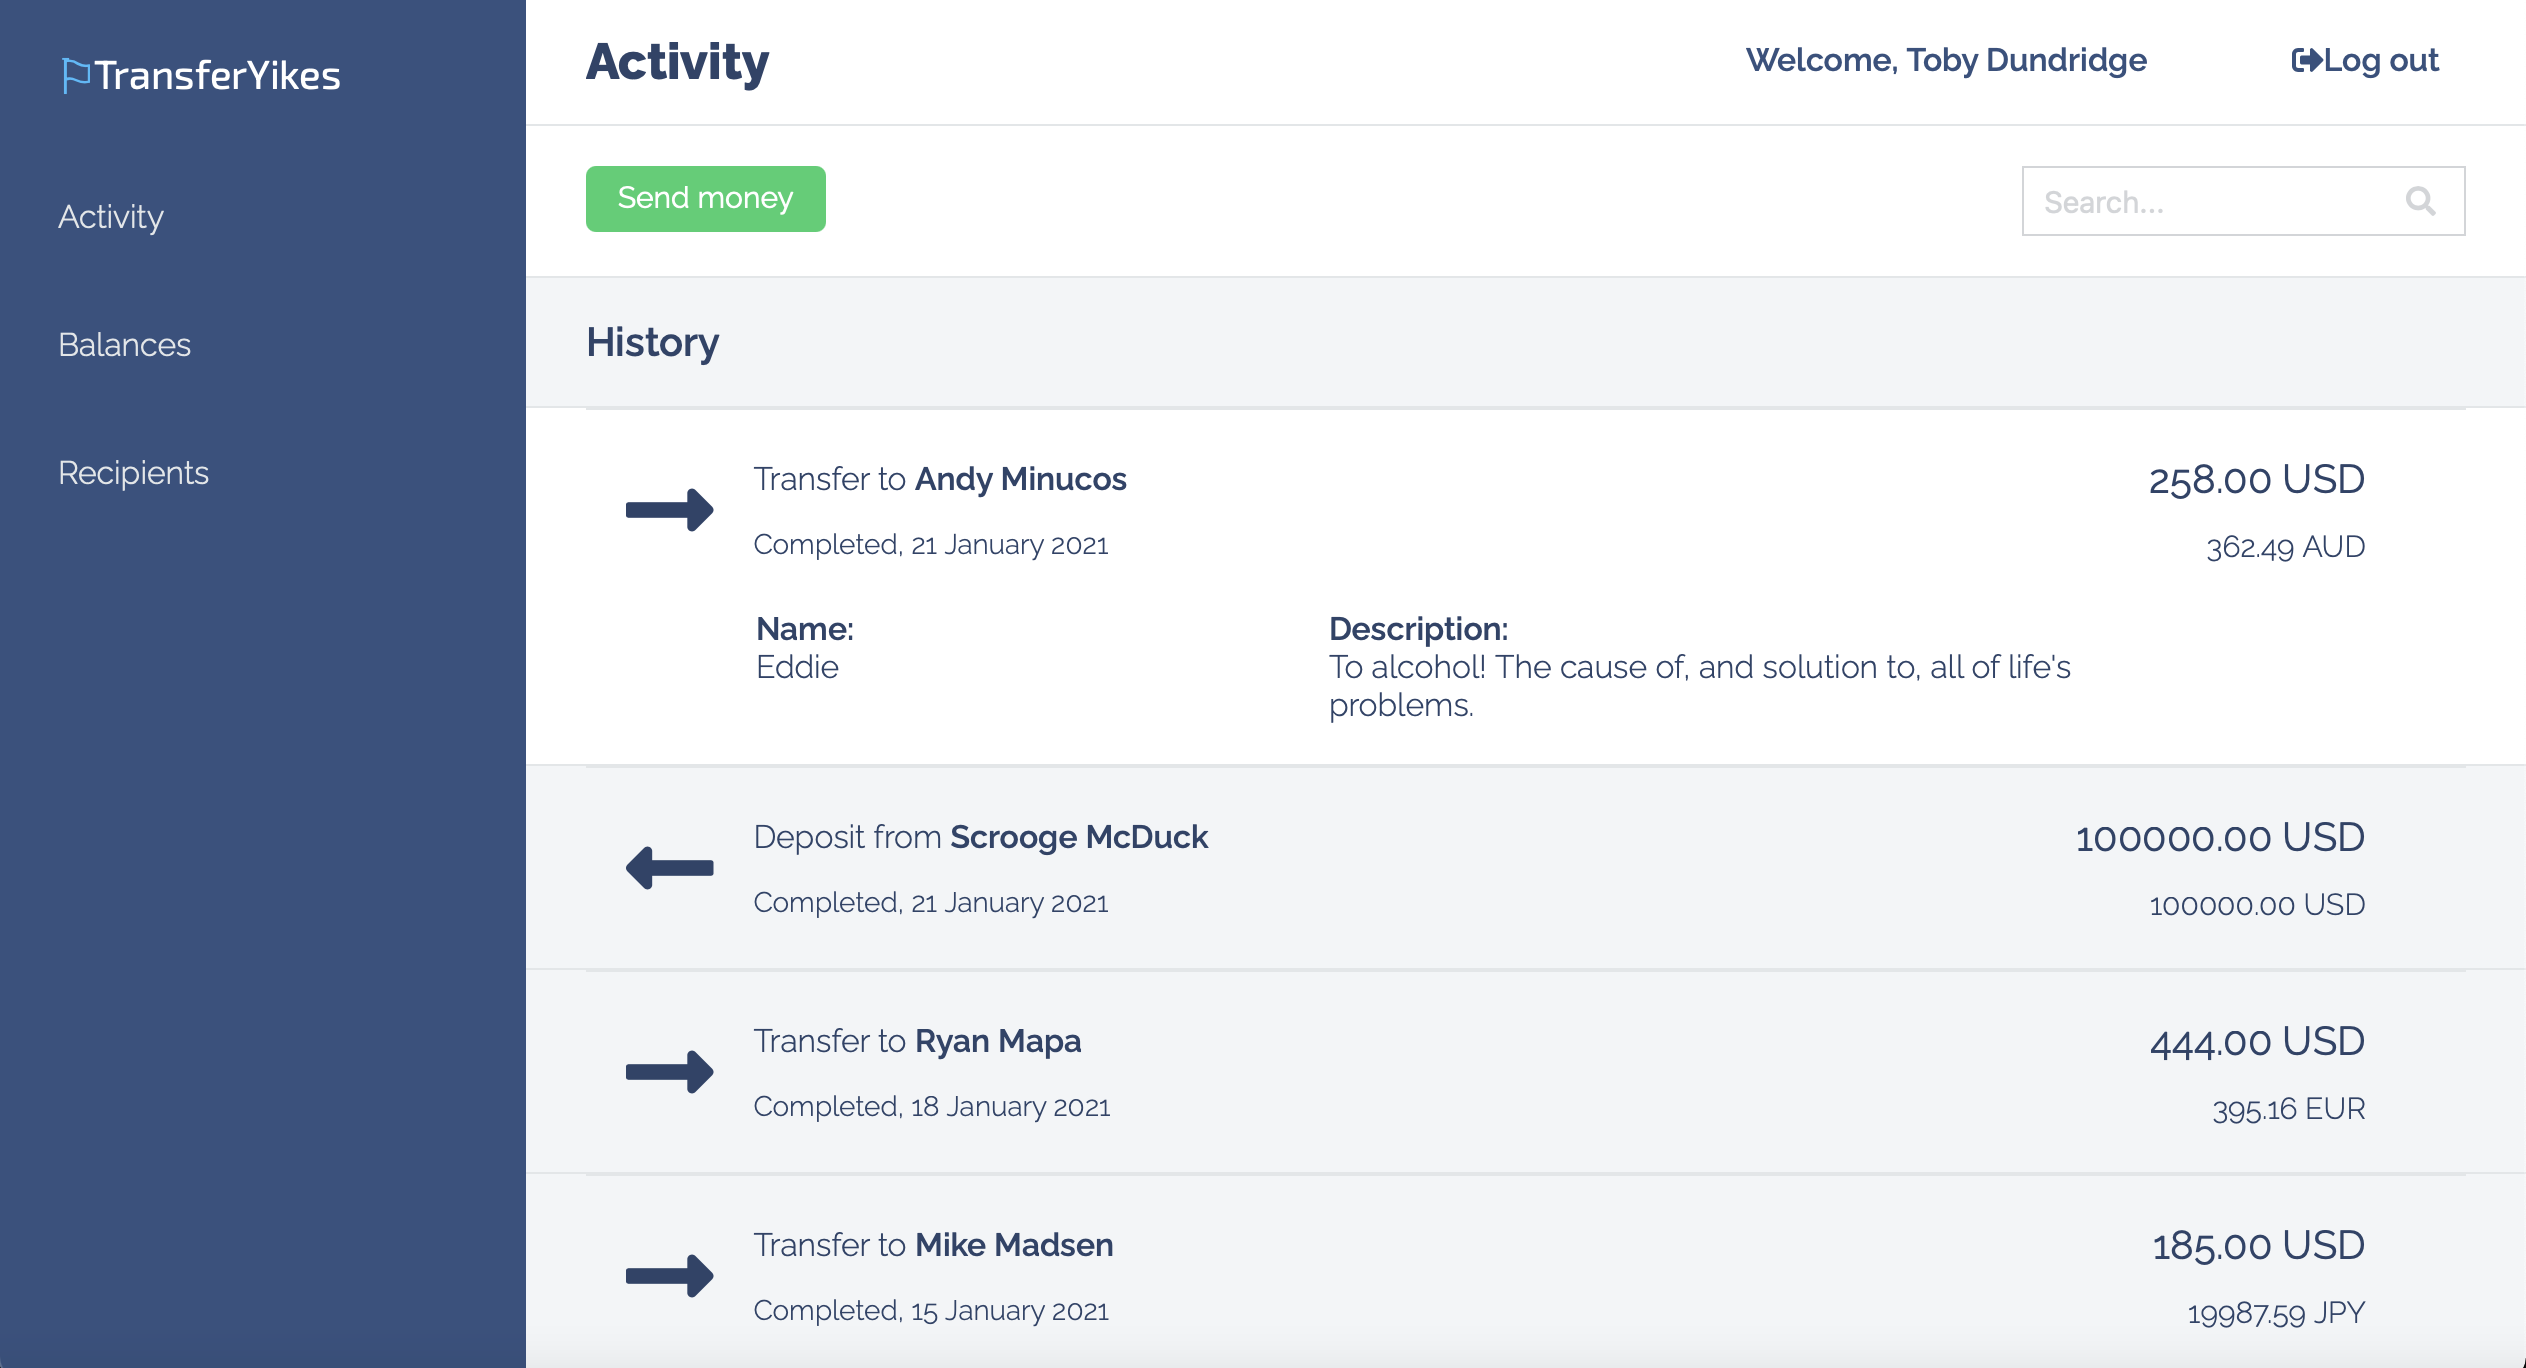 TransferYikes
Activity
Balances
Recipients
Activity
Welcome, Toby Dundridge
Log out
Send money
Search...
History
Transfer to Andy Minucos
258.00 USD
Completed, 21 January 2021
362.49 AUD
Name:
Eddie
Description:
To alcohol! The cause of, and solution to, all of life's
problems.
Deposit from Scrooge McDuck
100000.00 USD
Completed, 21 January 2021
100000.00 USD
Transfer to Ryan Mapa
444.00 USD
Completed, 18 January 2021
395.16 EUR
Transfer to Mike Madsen
185.00 USD
Completed, 15 January 2021
19987.59 JPY